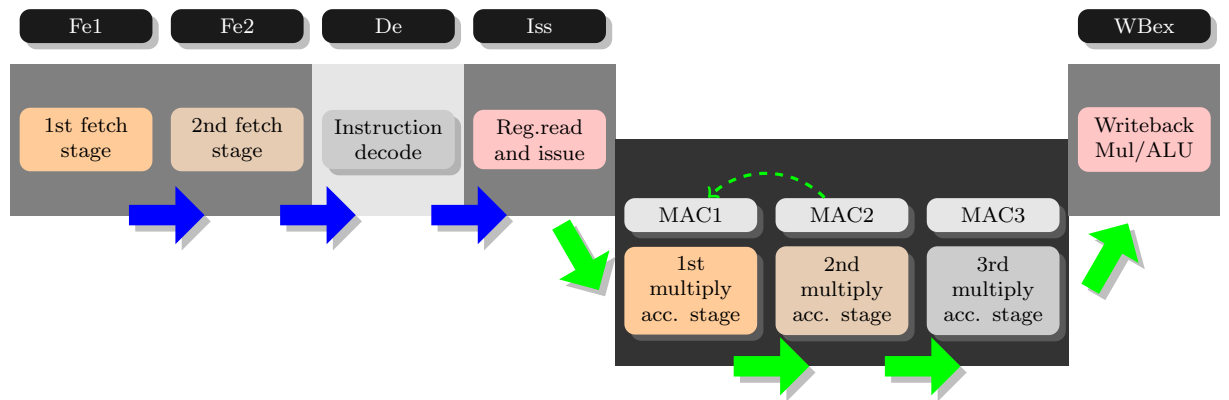 Fe1
Fe2
De
Iss
WBex
1st fetch
stage
2nd fetch
stage
Instruction
decode
Reg.read
and issue
Writeback
Mul/ALU
MAC1
MAC2
MAC3
1st
multiply
acc. stage
2nd
multiply
acc. stage
3rd
multiply
acc. stage